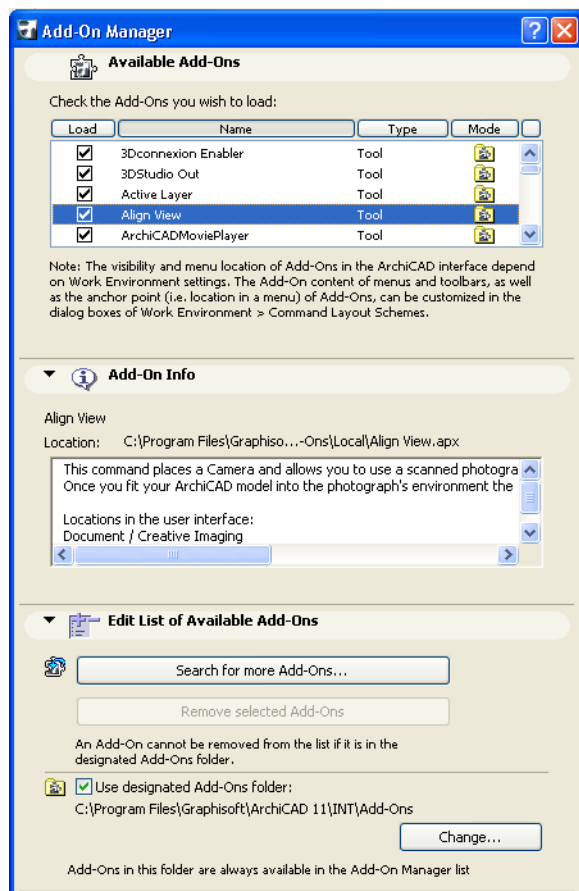 Add-On Manager
Available Add-Ons
Check the Add-Ons you wish to load:
Load Name Type Mode
3Dconnexion Enabler Tool
3DStudio Out Tool
Active Layer Tool
Align View Tool
ArchiCADMoviePlayer Tool
Note: The visibility and menu location of Add-Ons in the ArchiCAD interface depend
on Work Environment settings. The Add-On content of menus and toolbars, as well
as the anchor point (i.e. location in a menu) of Add-Ons, can be customized in the
dialog boxes of Work Environment > Command Layout Schemes.
Add-On Info
Align View
Location: C:\Program Files\Graphiso...-Ons\Local\Align View.apx
This command places a Camera and allows you to use a scanned photogra
Once you fit your ArchiCAD model into the photograph's environment the
Locations in the user interface:
Document / Creative Imaging
Edit List of Available Add-Ons
Search for more Add-Ons...
Remove selected Add-Ons
An Add-On cannot be removed from the list if it is in the
designated Add-Ons folder.
Use designated Add-Ons folder:
C:\Program Files\Graphisoft\ArchiCAD 11\INT\Add-Ons
Change...
Add-Ons in this folder are always available in the Add-On Manager list